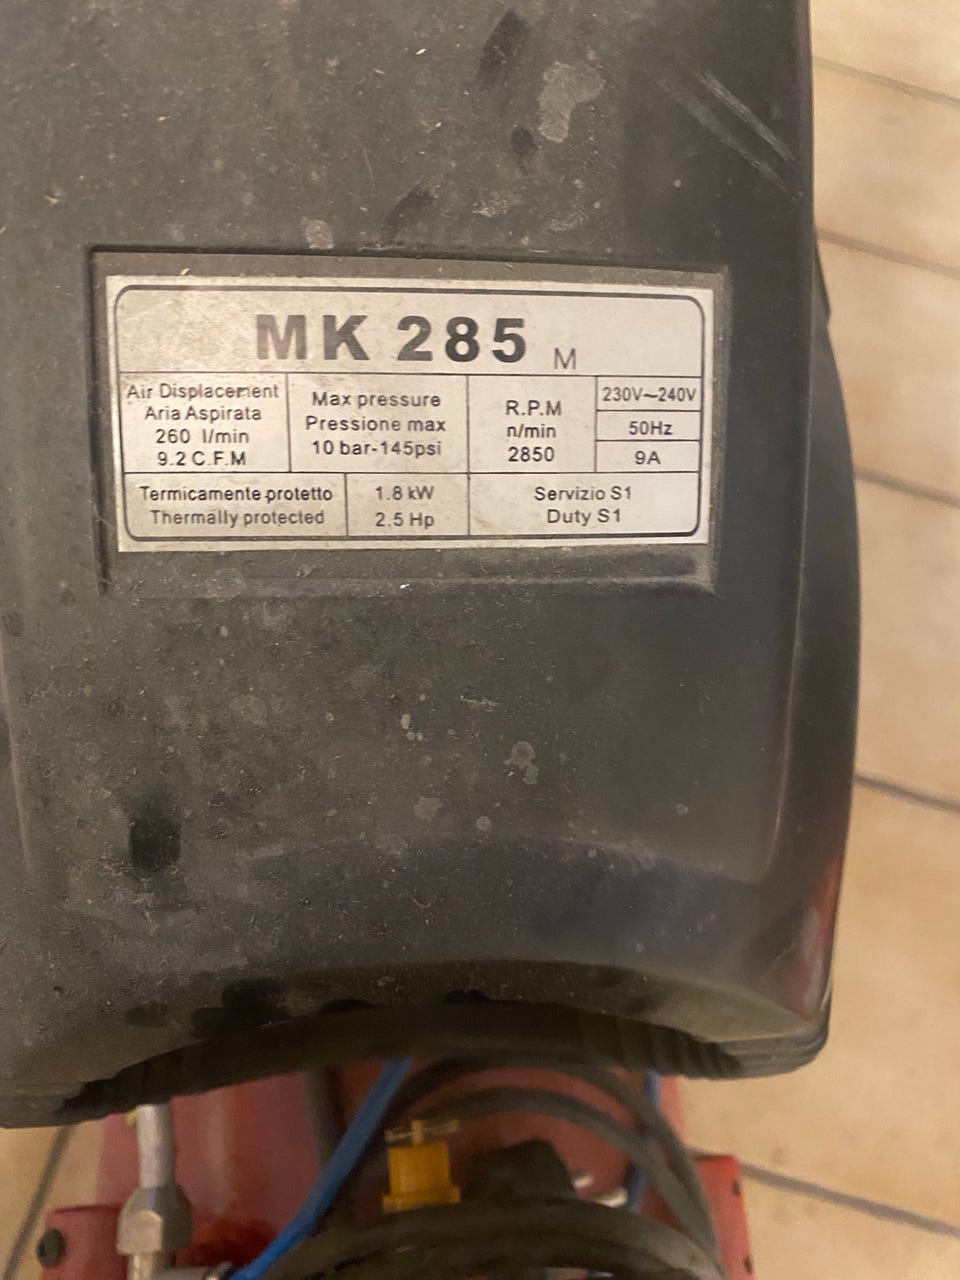 MK 285 M
Air Displacement
Aria Aspirata
260 l/min
9.2 C.F.M
Max pressure
Pressione max
10 bar-145psi
R.P.M
n/min
2850
230V~240V
50Hz
9A
Termicamente protetto
Thermally protected
1.8 kW
2.5 Hp
Servizio S1
Duty S1